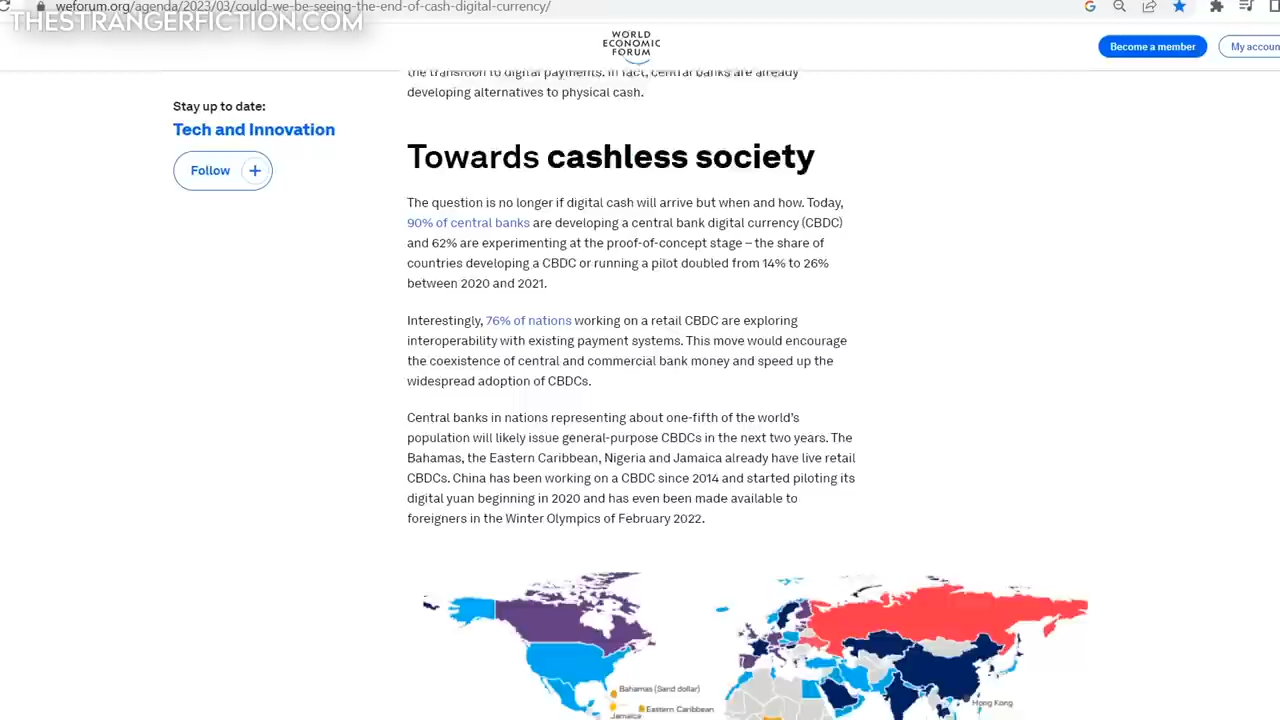 weforum.org/agenda/2023/03/could-we-be-seeing-the-end-of-cash-digital-currency/
THESTRANGERFICTION.COM
WORLD
ECONOMIC
FORUM
Become a member
My accoun
the transition to digital payments. In fact, central banks are already
developing alternatives to physical cash.
Stay up to date:
Tech and Innovation
Follow +
Towards cashless society
The question is no longer if digital cash will arrive but when and how. Today,
90% of central banks are developing a central bank digital currency (CBDC)
and 62% are experimenting at the proof-of-concept stage – the share of
countries developing a CBDC or running a pilot doubled from 14% to 26%
between 2020 and 2021.
Interestingly, 76% of nations working on a retail CBDC are exploring
interoperability with existing payment systems. This move would encourage
the coexistence of central and commercial bank money and speed up the
widespread adoption of CBDCs.
Central banks in nations representing about one-fifth of the world's
population will likely issue general-purpose CBDCs in the next two years. The
Bahamas, the Eastern Caribbean, Nigeria and Jamaica already have live retail
CBDCs. China has been working on a CBDC since 2014 and started piloting its
digital yuan beginning in 2020 and has even been made available to
foreigners in the Winter Olympics of February 2022.
Bahamas (Sand dollar)
Hong Kong
Eastern Caribbean
Jamaica